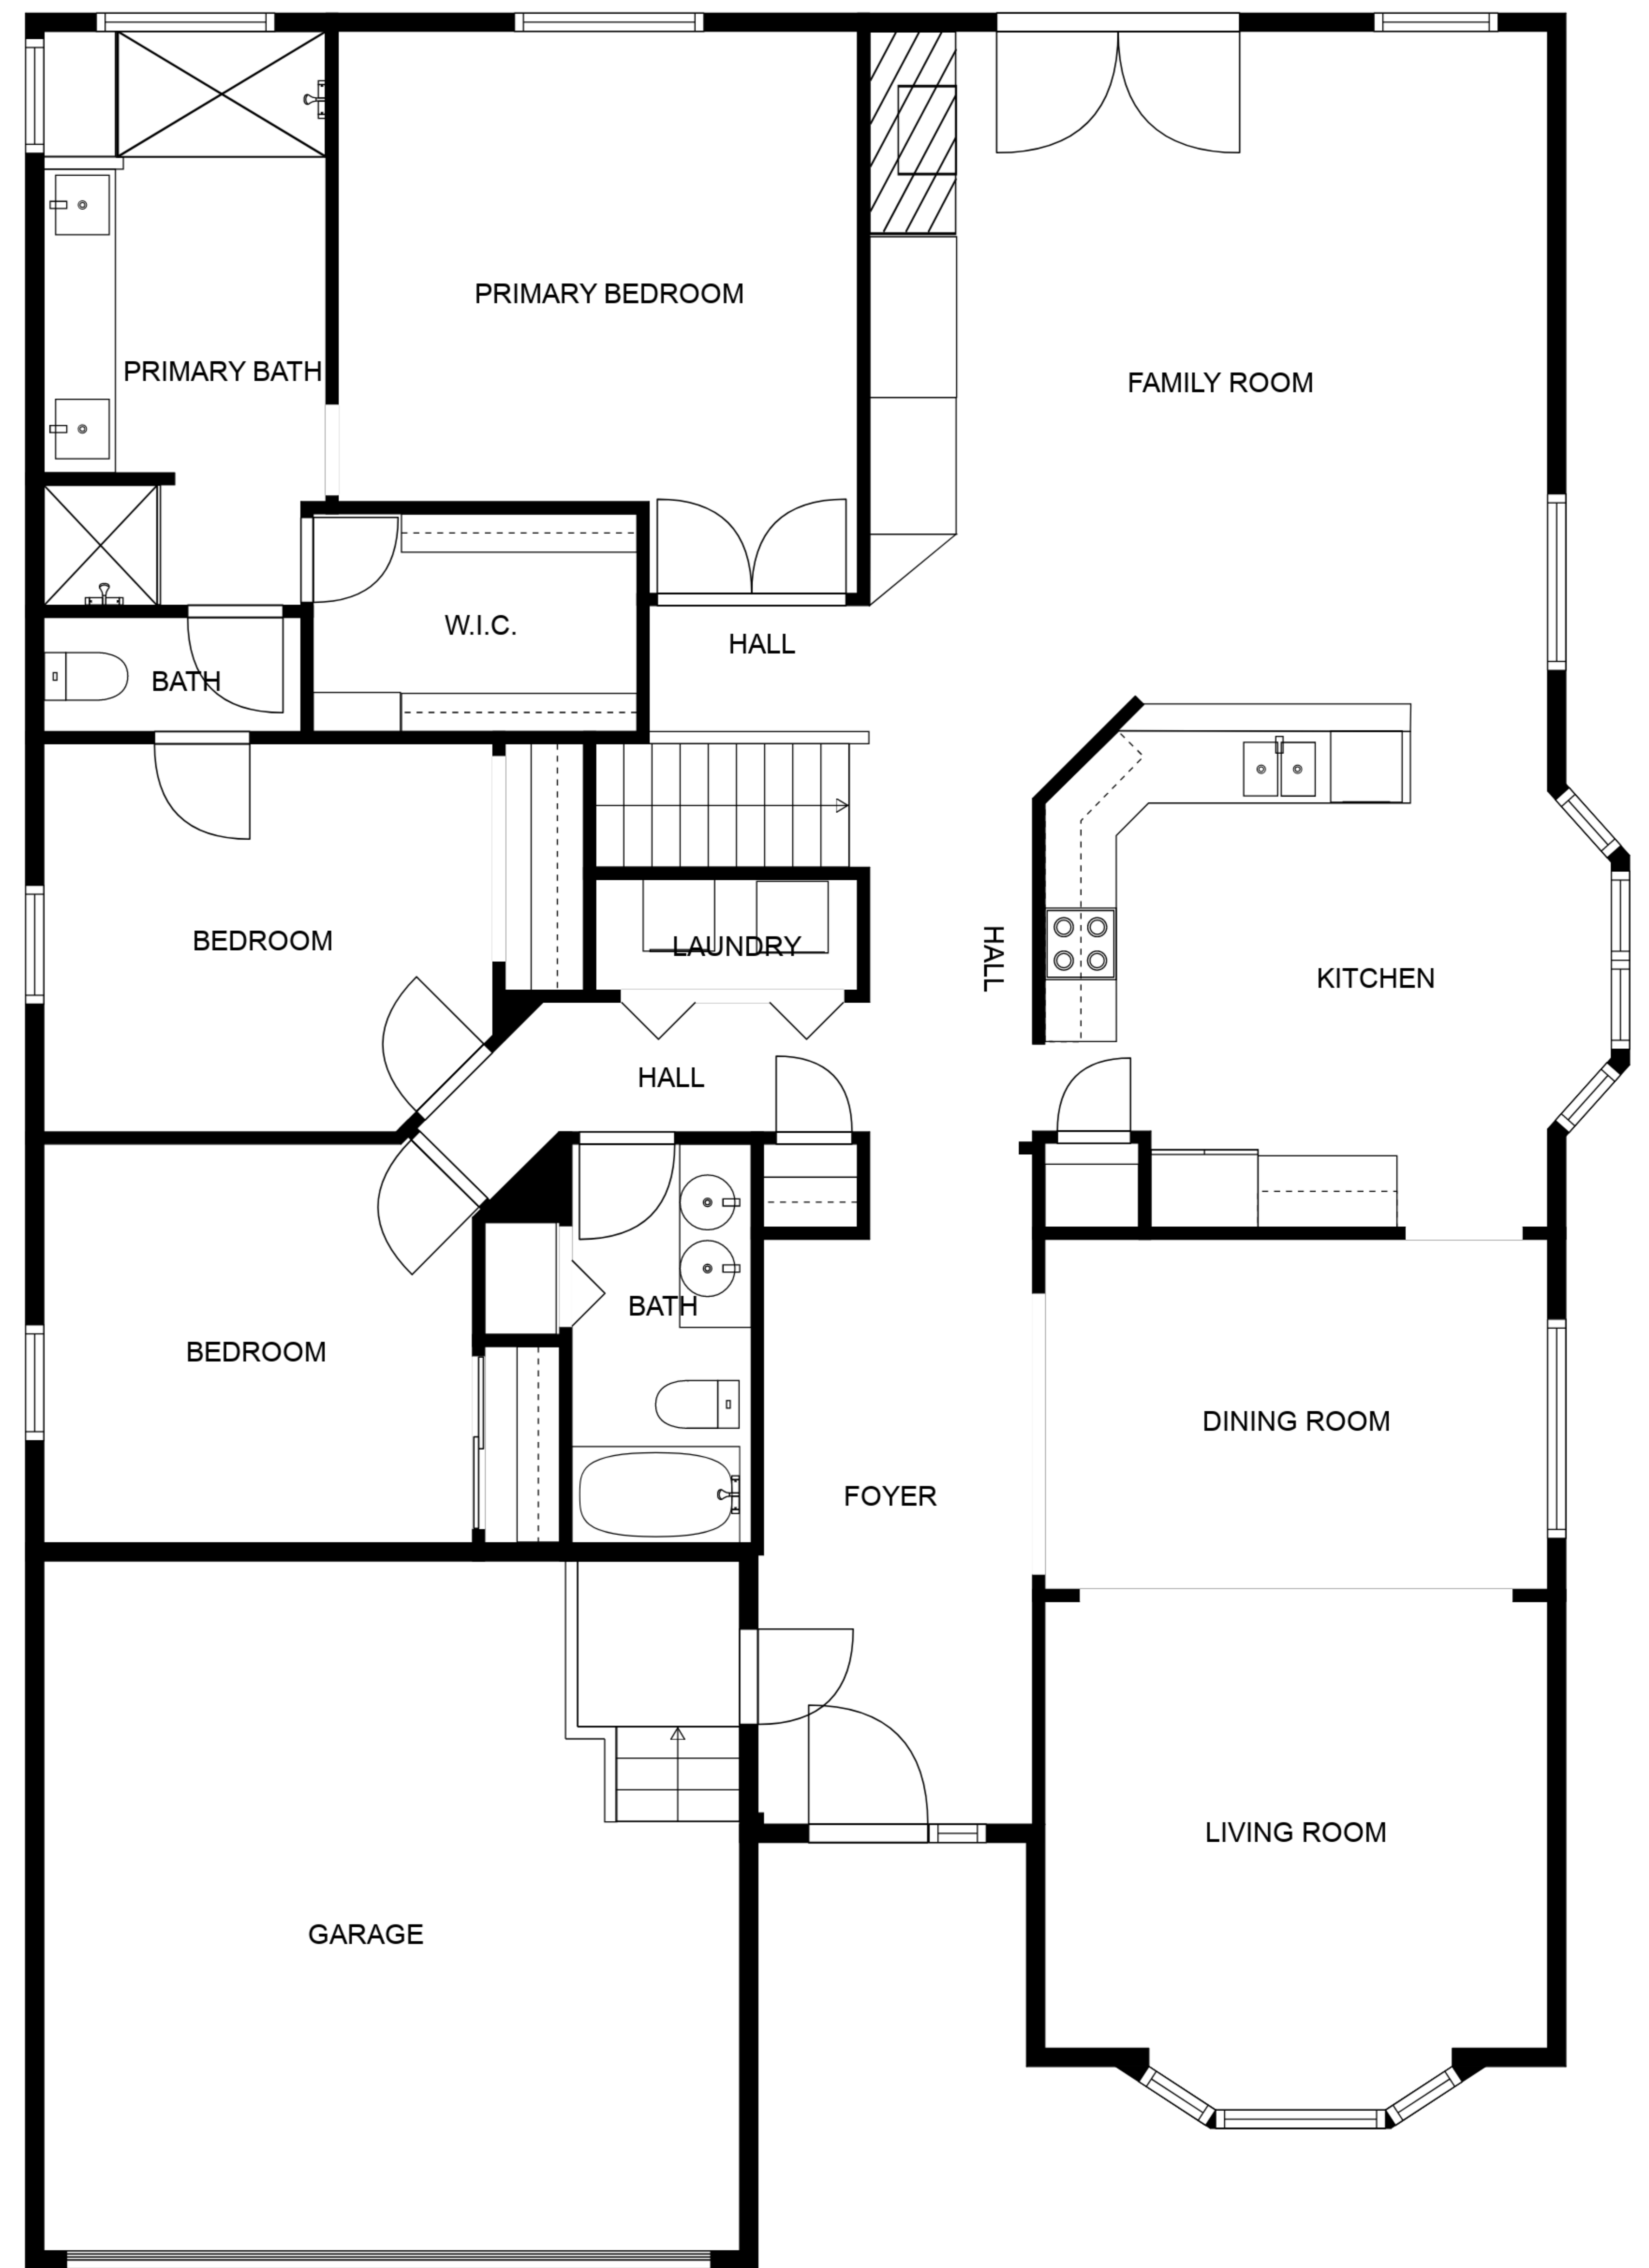 PRIMARY BEDROOM
PRIMARY BATH
FAMILY ROOM
W.I.C.
HALL
BATH
BEDROOM
LAUNDRY
HALL
KITCHEN
HALL
BATH
BEDROOM
DINING ROOM
FOYER
LIVING ROOM
GARAGE